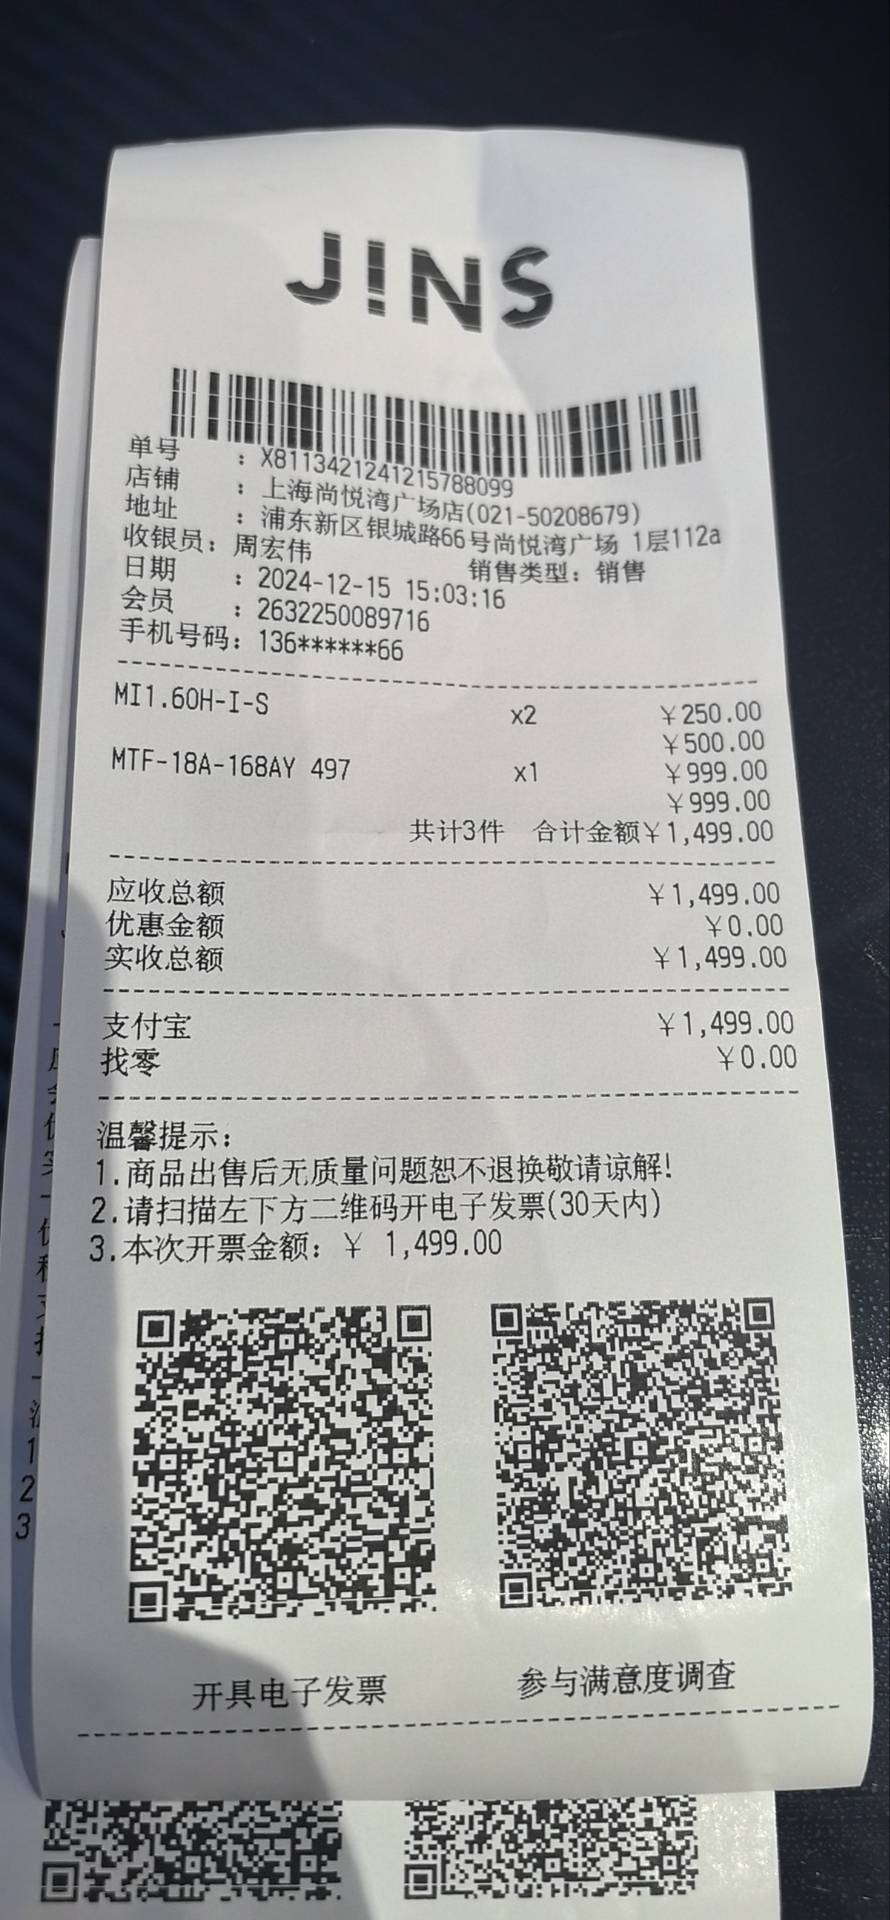 JINS
单号 : X8113421241215788099
店铺 : 上海尚悦湾广场店(021-50208679)
地址 : 浦东新区银城路66号尚悦湾广场 1层112a
收银员: 周宏伟 销售类型: 销售
日期 : 2024-12-15 15:03:16
会员 : 2632250089716
手机号码: 136******66
MI1.60H-I-S x2 ¥250.00
¥500.00
MTF-18A-168AY 497 x1 ¥999.00
¥999.00
共计3件 合计金额¥1,499.00
应收总额 ¥1,499.00
优惠金额 ¥0.00
实收总额 ¥1,499.00
支付宝 ¥1,499.00
找零 ¥0.00
温馨提示:
1.商品出售后无质量问题恕不退换敬请谅解!
2.请扫描左下方二维码开电子发票(30天内)
3.本次开票金额: ¥ 1,499.00
开具电子发票 参与满意度调查
1
2
3